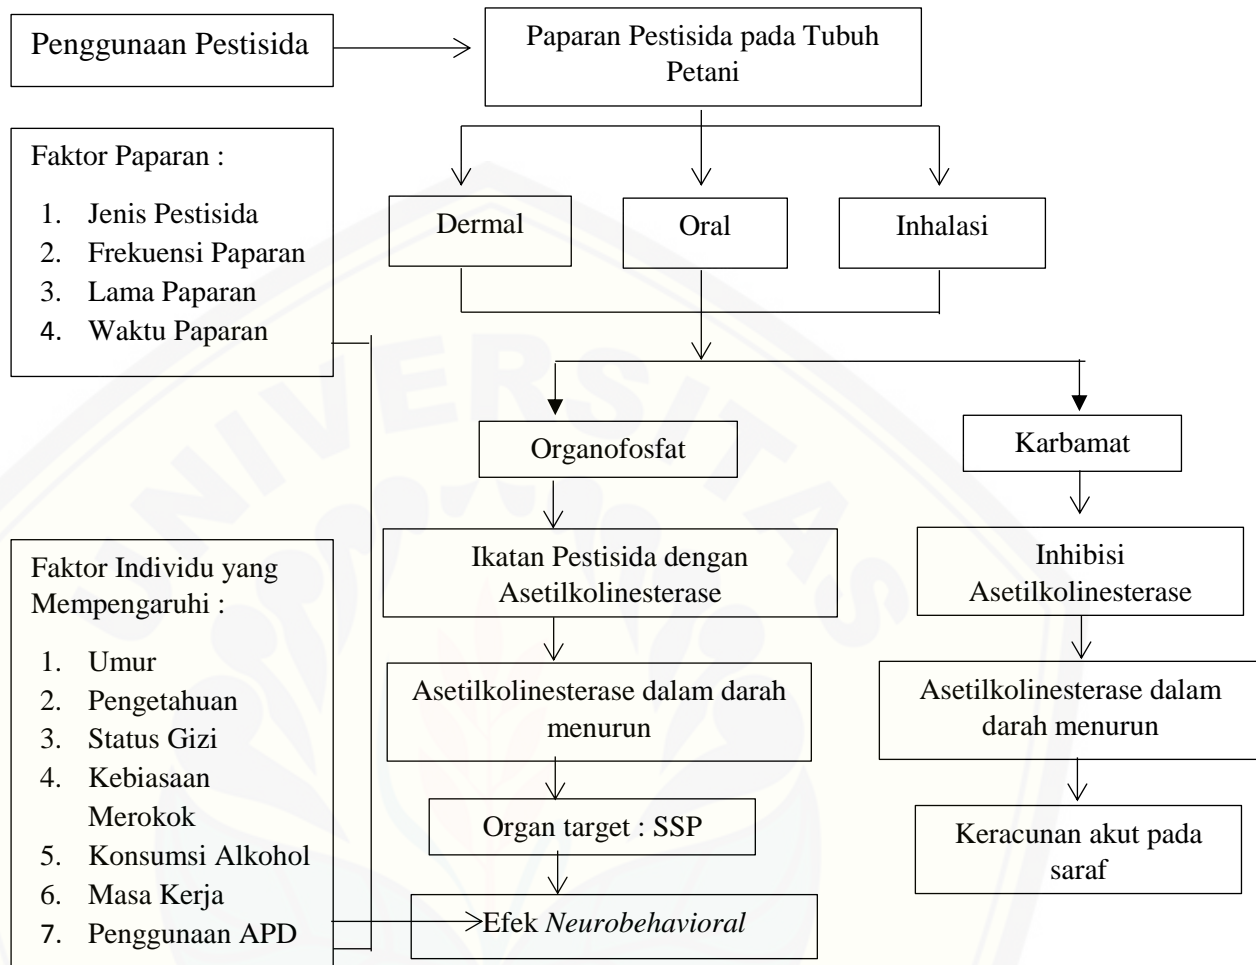 Penggunaan Pestisida
Paparan Pestisida pada Tubuh
Petani
Faktor Paparan :
1. Jenis Pestisida
2. Frekuensi Paparan
3. Lama Paparan
4. Waktu Paparan
Dermal
Oral
Inhalasi
UNIVERSITAS
Organofosfat
Karbamat
Ikatan Pestisida dengan
Asetilkolinesterase
Inhibisi
Asetilkolinesterase
Faktor Individu yang
Mempengaruhi :
1. Umur
2. Pengetahuan
3. Status Gizi
4. Kebiasaan
Merokok
5. Konsumsi Alkohol
6. Masa Kerja
7. Penggunaan APD
Asetilkolinesterase dalam darah
menurun
Asetilkolinesterase dalam
darah menurun
Organ target : SSP
Keracunan akut pada
saraf
Efek Neurobehavioral